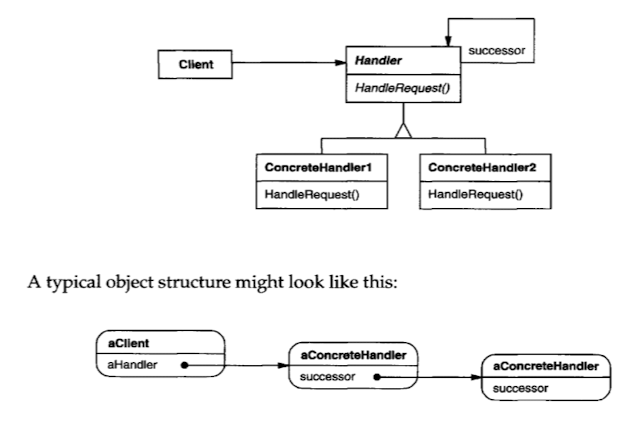 successor
Client
Handler
HandleRequest()
ConcreteHandler1
ConcreteHandler2
HandleRequest()
HandleRequest()
A typical object structure might look like this:
aClient
aHandler
aConcreteHandler
successor
aConcreteHandler
successor